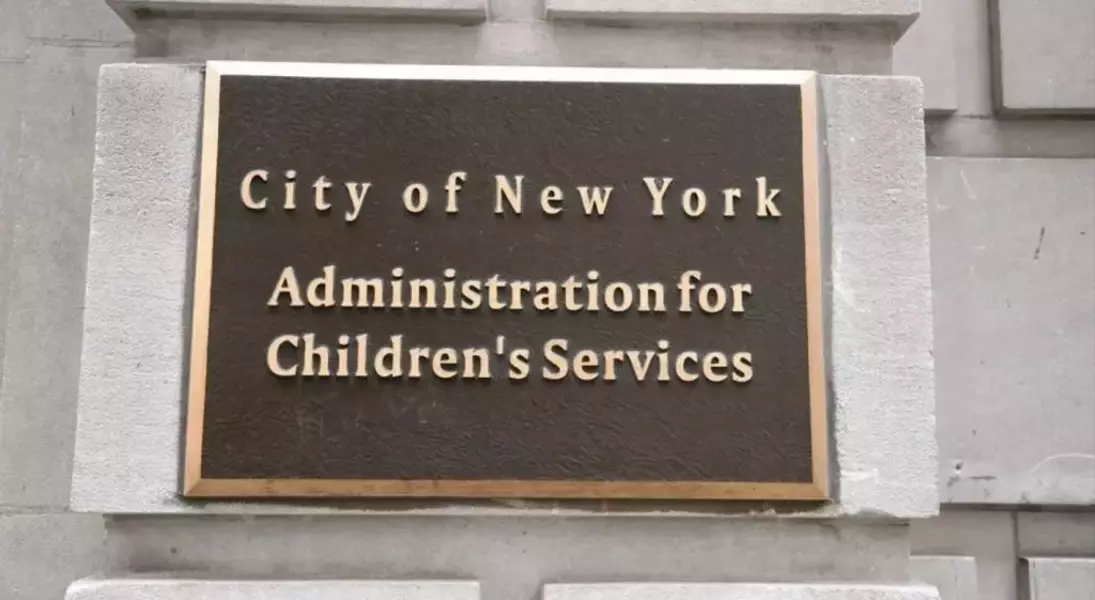 City of New York
Administration for
Children's Services